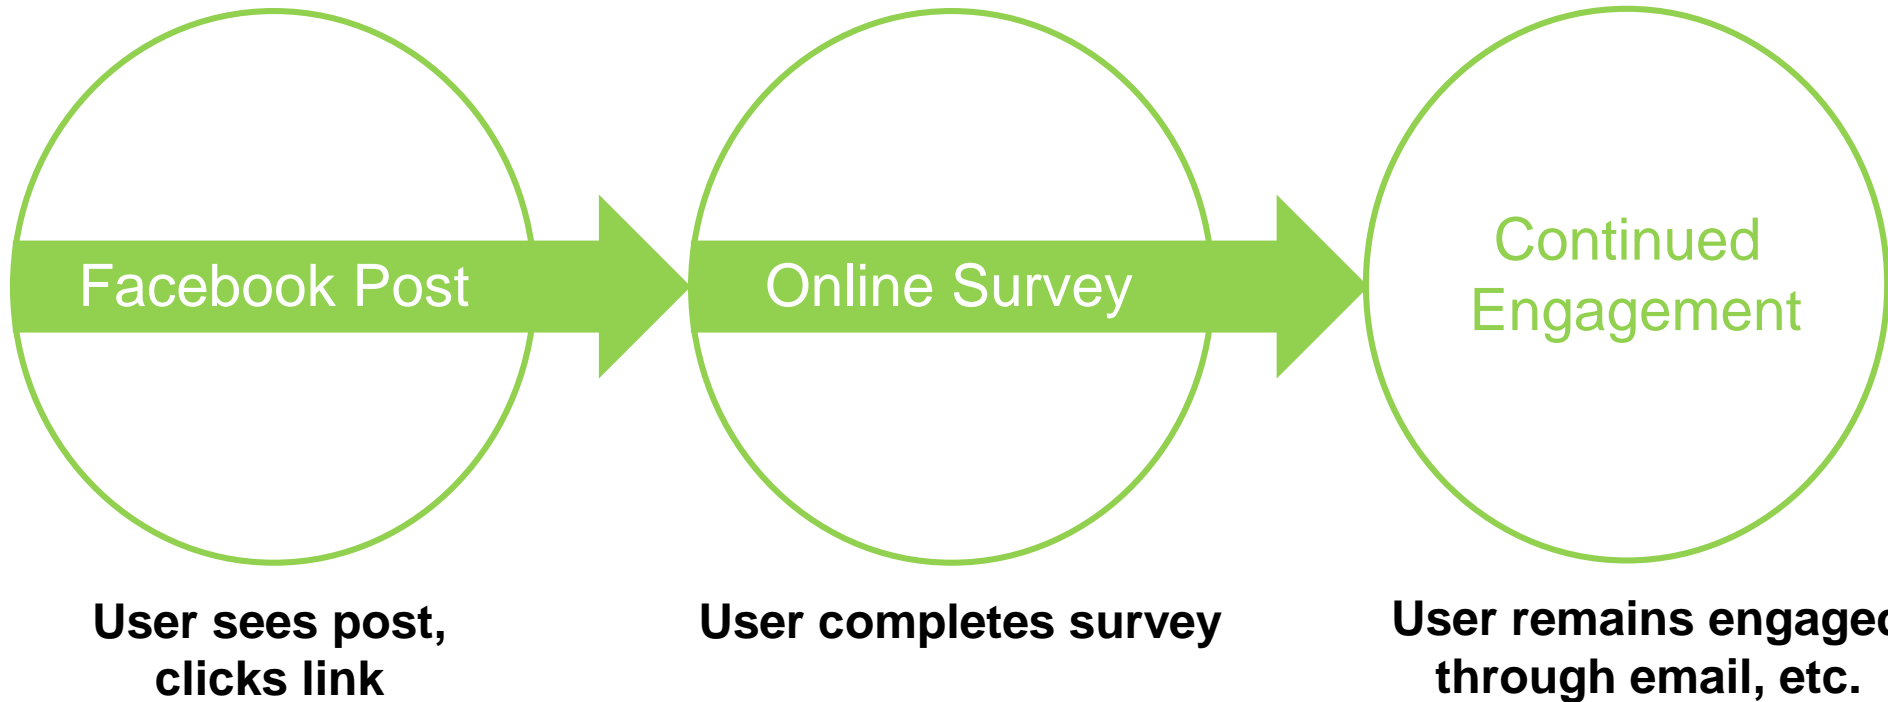 Facebook Post
Online Survey
Continued
Engagement
User sees post,
clicks link
User completes survey
User remains engaged
through email, etc.